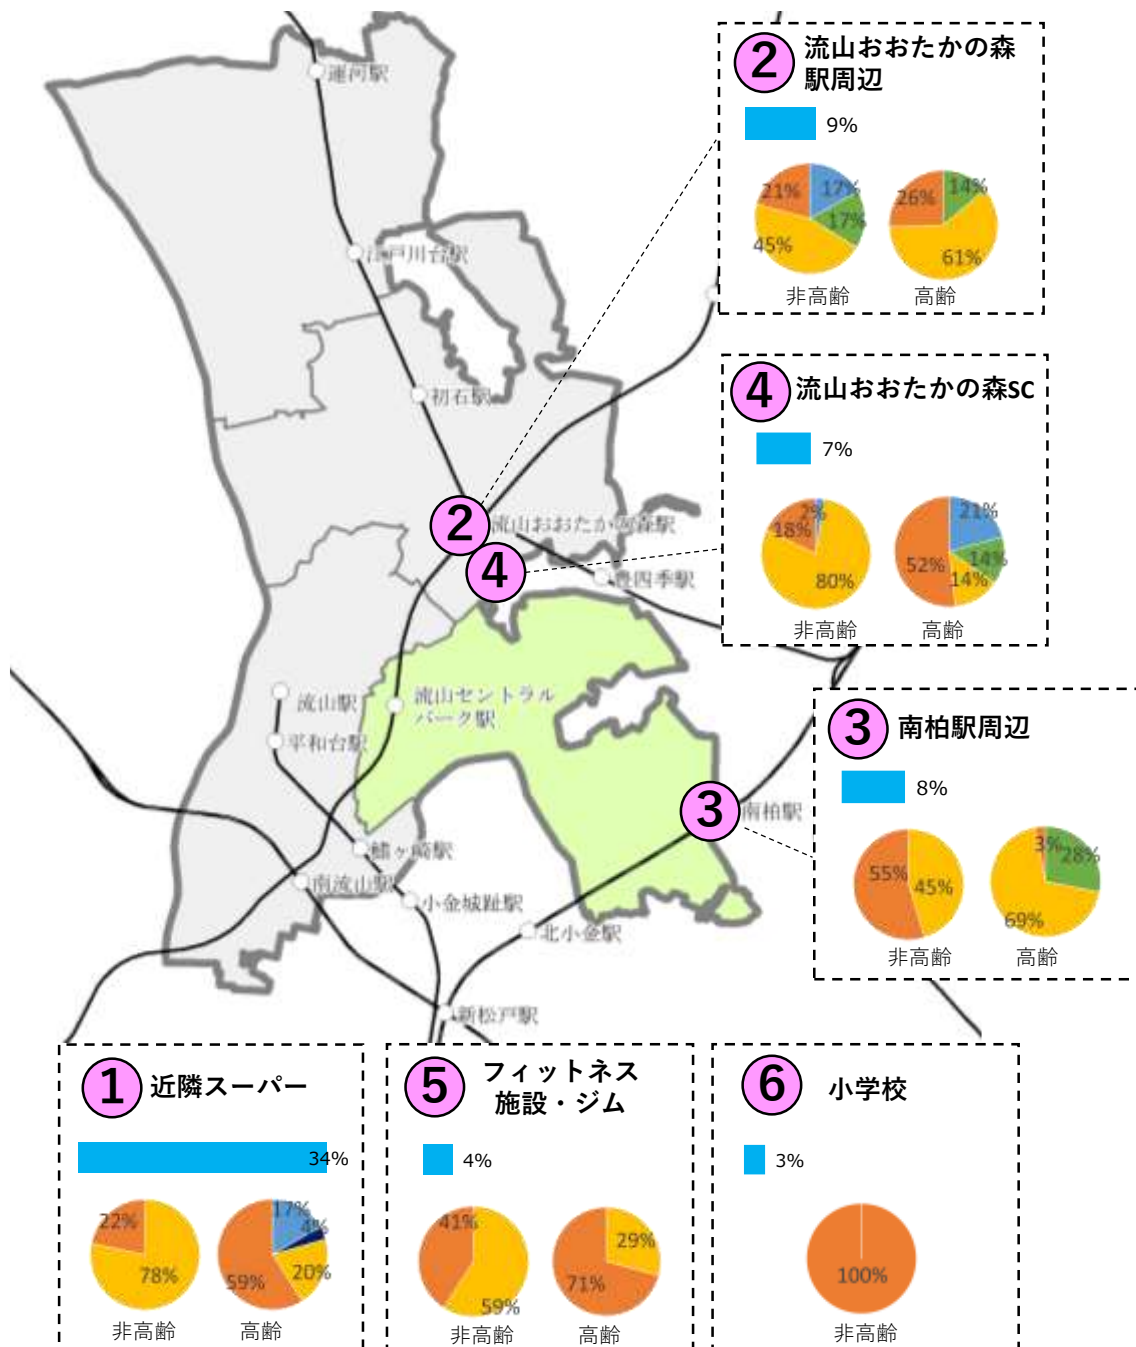 2
流山おおたかの森
駅周辺
9%
21%
17%
17%
45%
非高齢
26%
14%
61%
高齢
運河駅
江戸川台駅
初石駅
4
流山おおたかの森SC
7%
2%
18%
80%
非高齢
21%
14%
14%
52%
高齢
2
流山おおたかの森駅
4
豊四季駅
流山セントラル
パーク駅
流山駅
平和台駅
3
南柏駅周辺
8%
55%
45%
非高齢
3%
28%
69%
高齢
3
南柏駅
鰭ヶ崎駅
南流山駅
小金城趾駅
北小金駅
新松戸駅
1
近隣スーパー
34%
22%
78%
非高齢
17%
4%
20%
59%
高齢
5
フィットネス
施設・ジム
4%
41%
59%
非高齢
29%
71%
高齢
6
小学校
3%
100%
非高齢